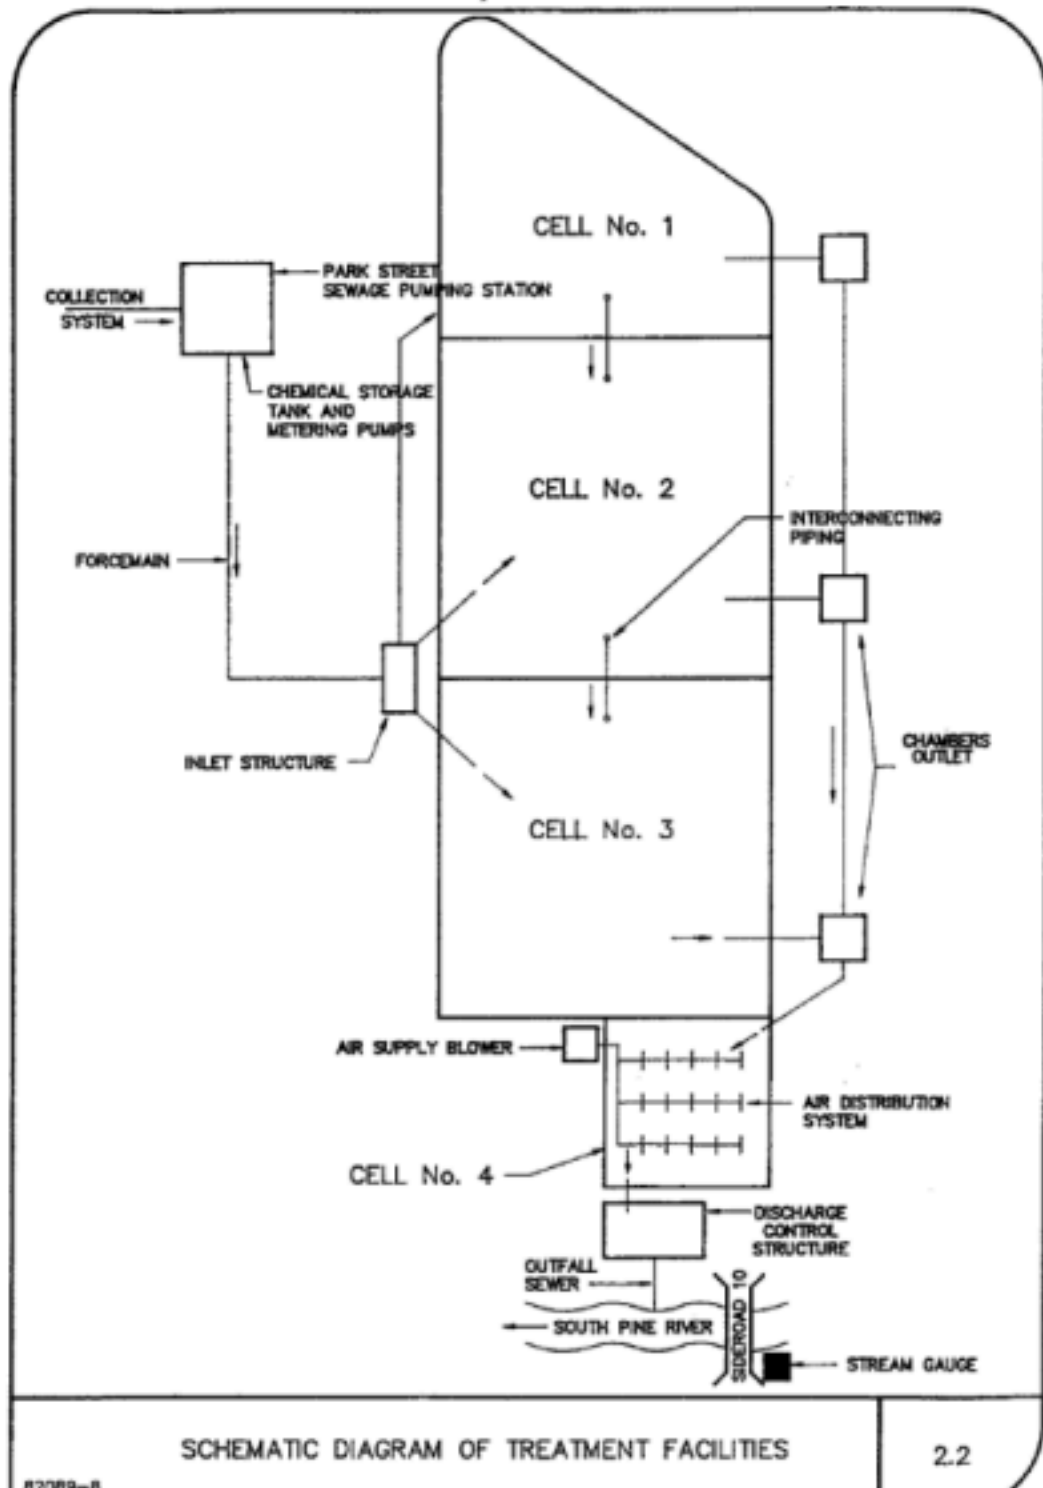 CELL No. 1
PARK STREET
SEWAGE PUMPING STATION
COLLECTION
SYSTEM
CHEMICAL STORAGE
TANK AND
METERING PUMPS
CELL No. 2
INTERCONNECTING
PIPING
FORCEMAIN
INLET STRUCTURE
CHAMBERS
OUTLET
CELL No. 3
AIR SUPPLY BLOWER
AIR DISTRIBUTION
SYSTEM
CELL No. 4
DISCHARGE
CONTROL
STRUCTURE
OUTFALL
SEWER
SOUTH PINE RIVER
SIDEROAD 10
STREAM GAUGE
SCHEMATIC DIAGRAM OF TREATMENT FACILITIES
2.2